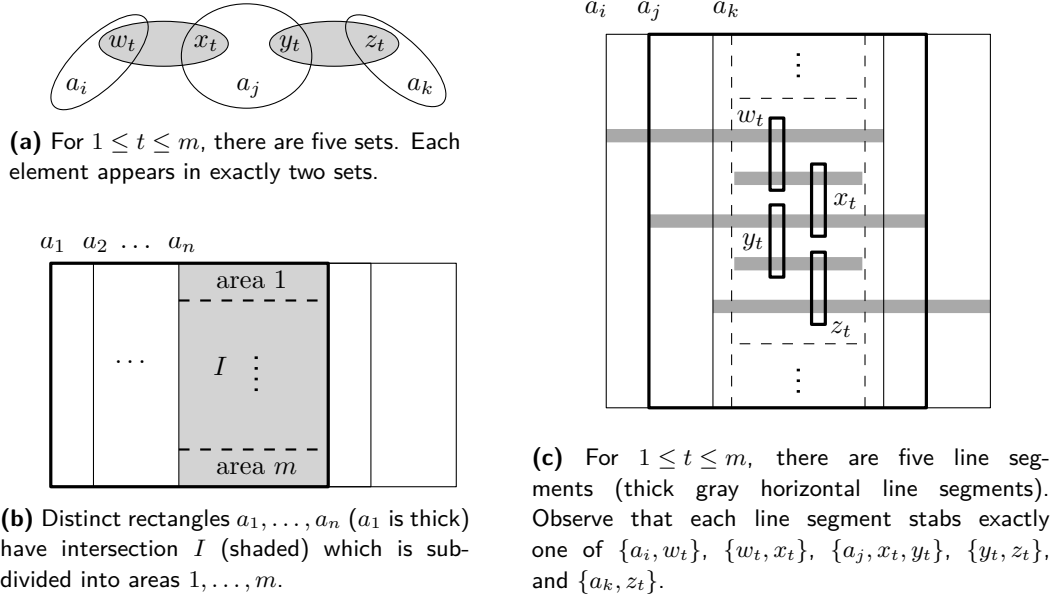 w_t x_t y_t z_t
a_i a_j a_k
(a) For 1 ≤ t ≤ m, there are five sets. Each
element appears in exactly two sets.
a_1 a_2 … a_n
area 1
… I ⋮
area m
(b) Distinct rectangles a_1, …, a_n (a_1 is thick)
have intersection I (shaded) which is sub-
divided into areas 1, …, m.
a_i a_j a_k
⋮
w_t
x_t
y_t
z_t
⋮
(c) For 1 ≤ t ≤ m, there are five line seg-
ments (thick gray horizontal line segments).
Observe that each line segment stabs exactly
one of {a_i, w_t}, {w_t, x_t}, {a_j, x_t, y_t}, {y_t, z_t},
and {a_k, z_t}.